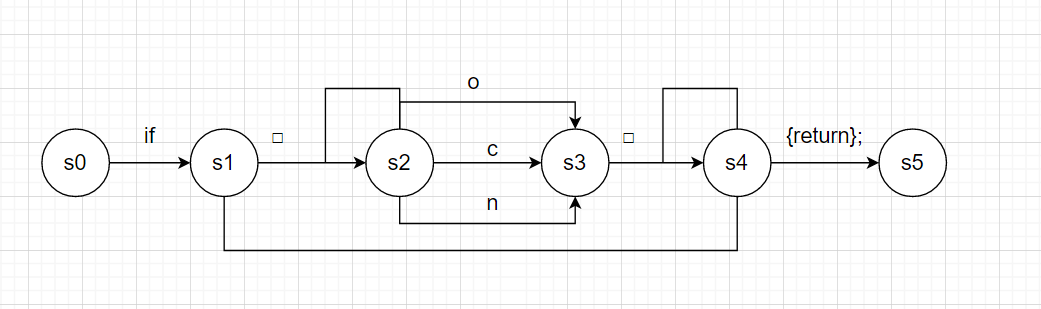 o
if
□
c
□
{return};
s0
s1
s2
s3
s4
s5
n